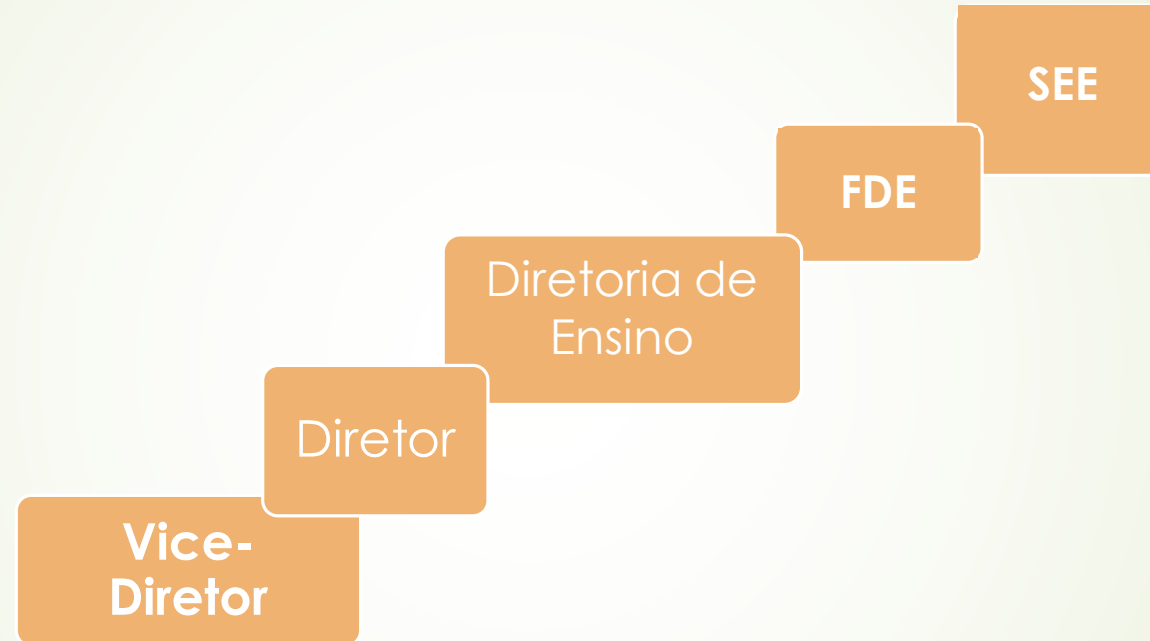 SEE
FDE
Diretoria de
Ensino
Diretor
Vice-
Diretor